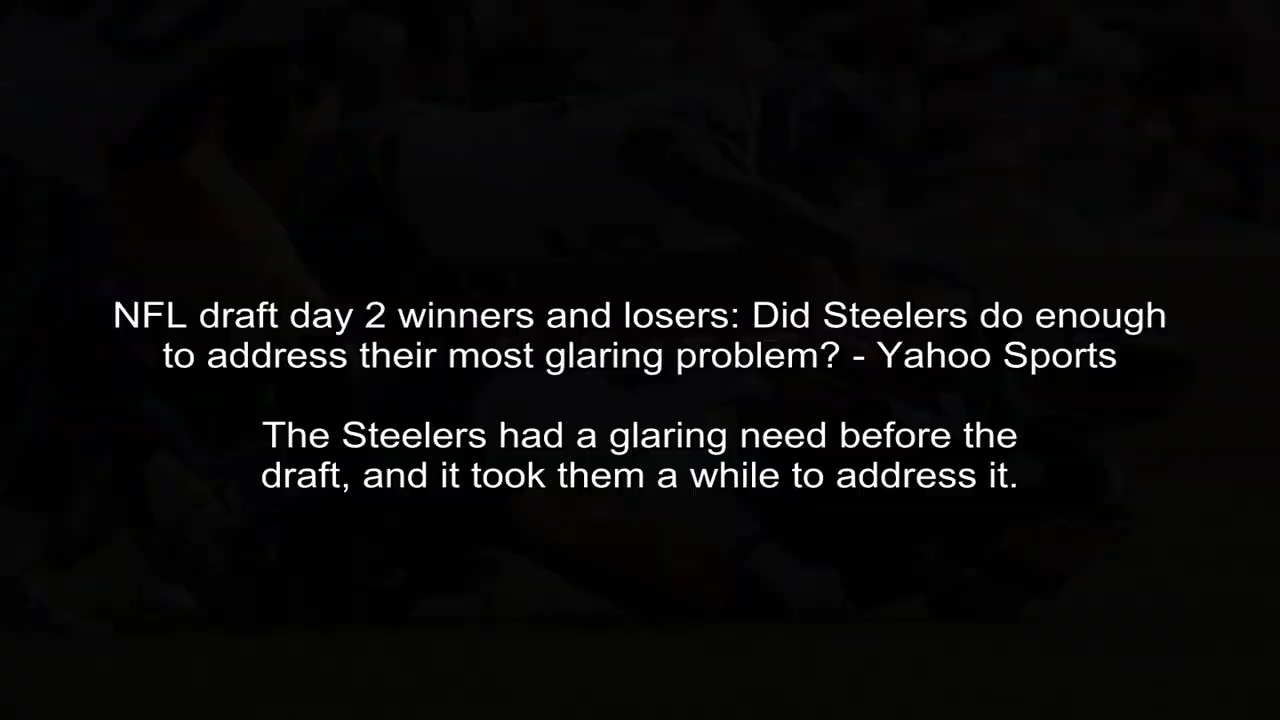 NFL draft day 2 winners and losers: Did Steelers do enough
to address their most glaring problem? - Yahoo Sports
The Steelers had a glaring need before the
draft, and it took them a while to address it.